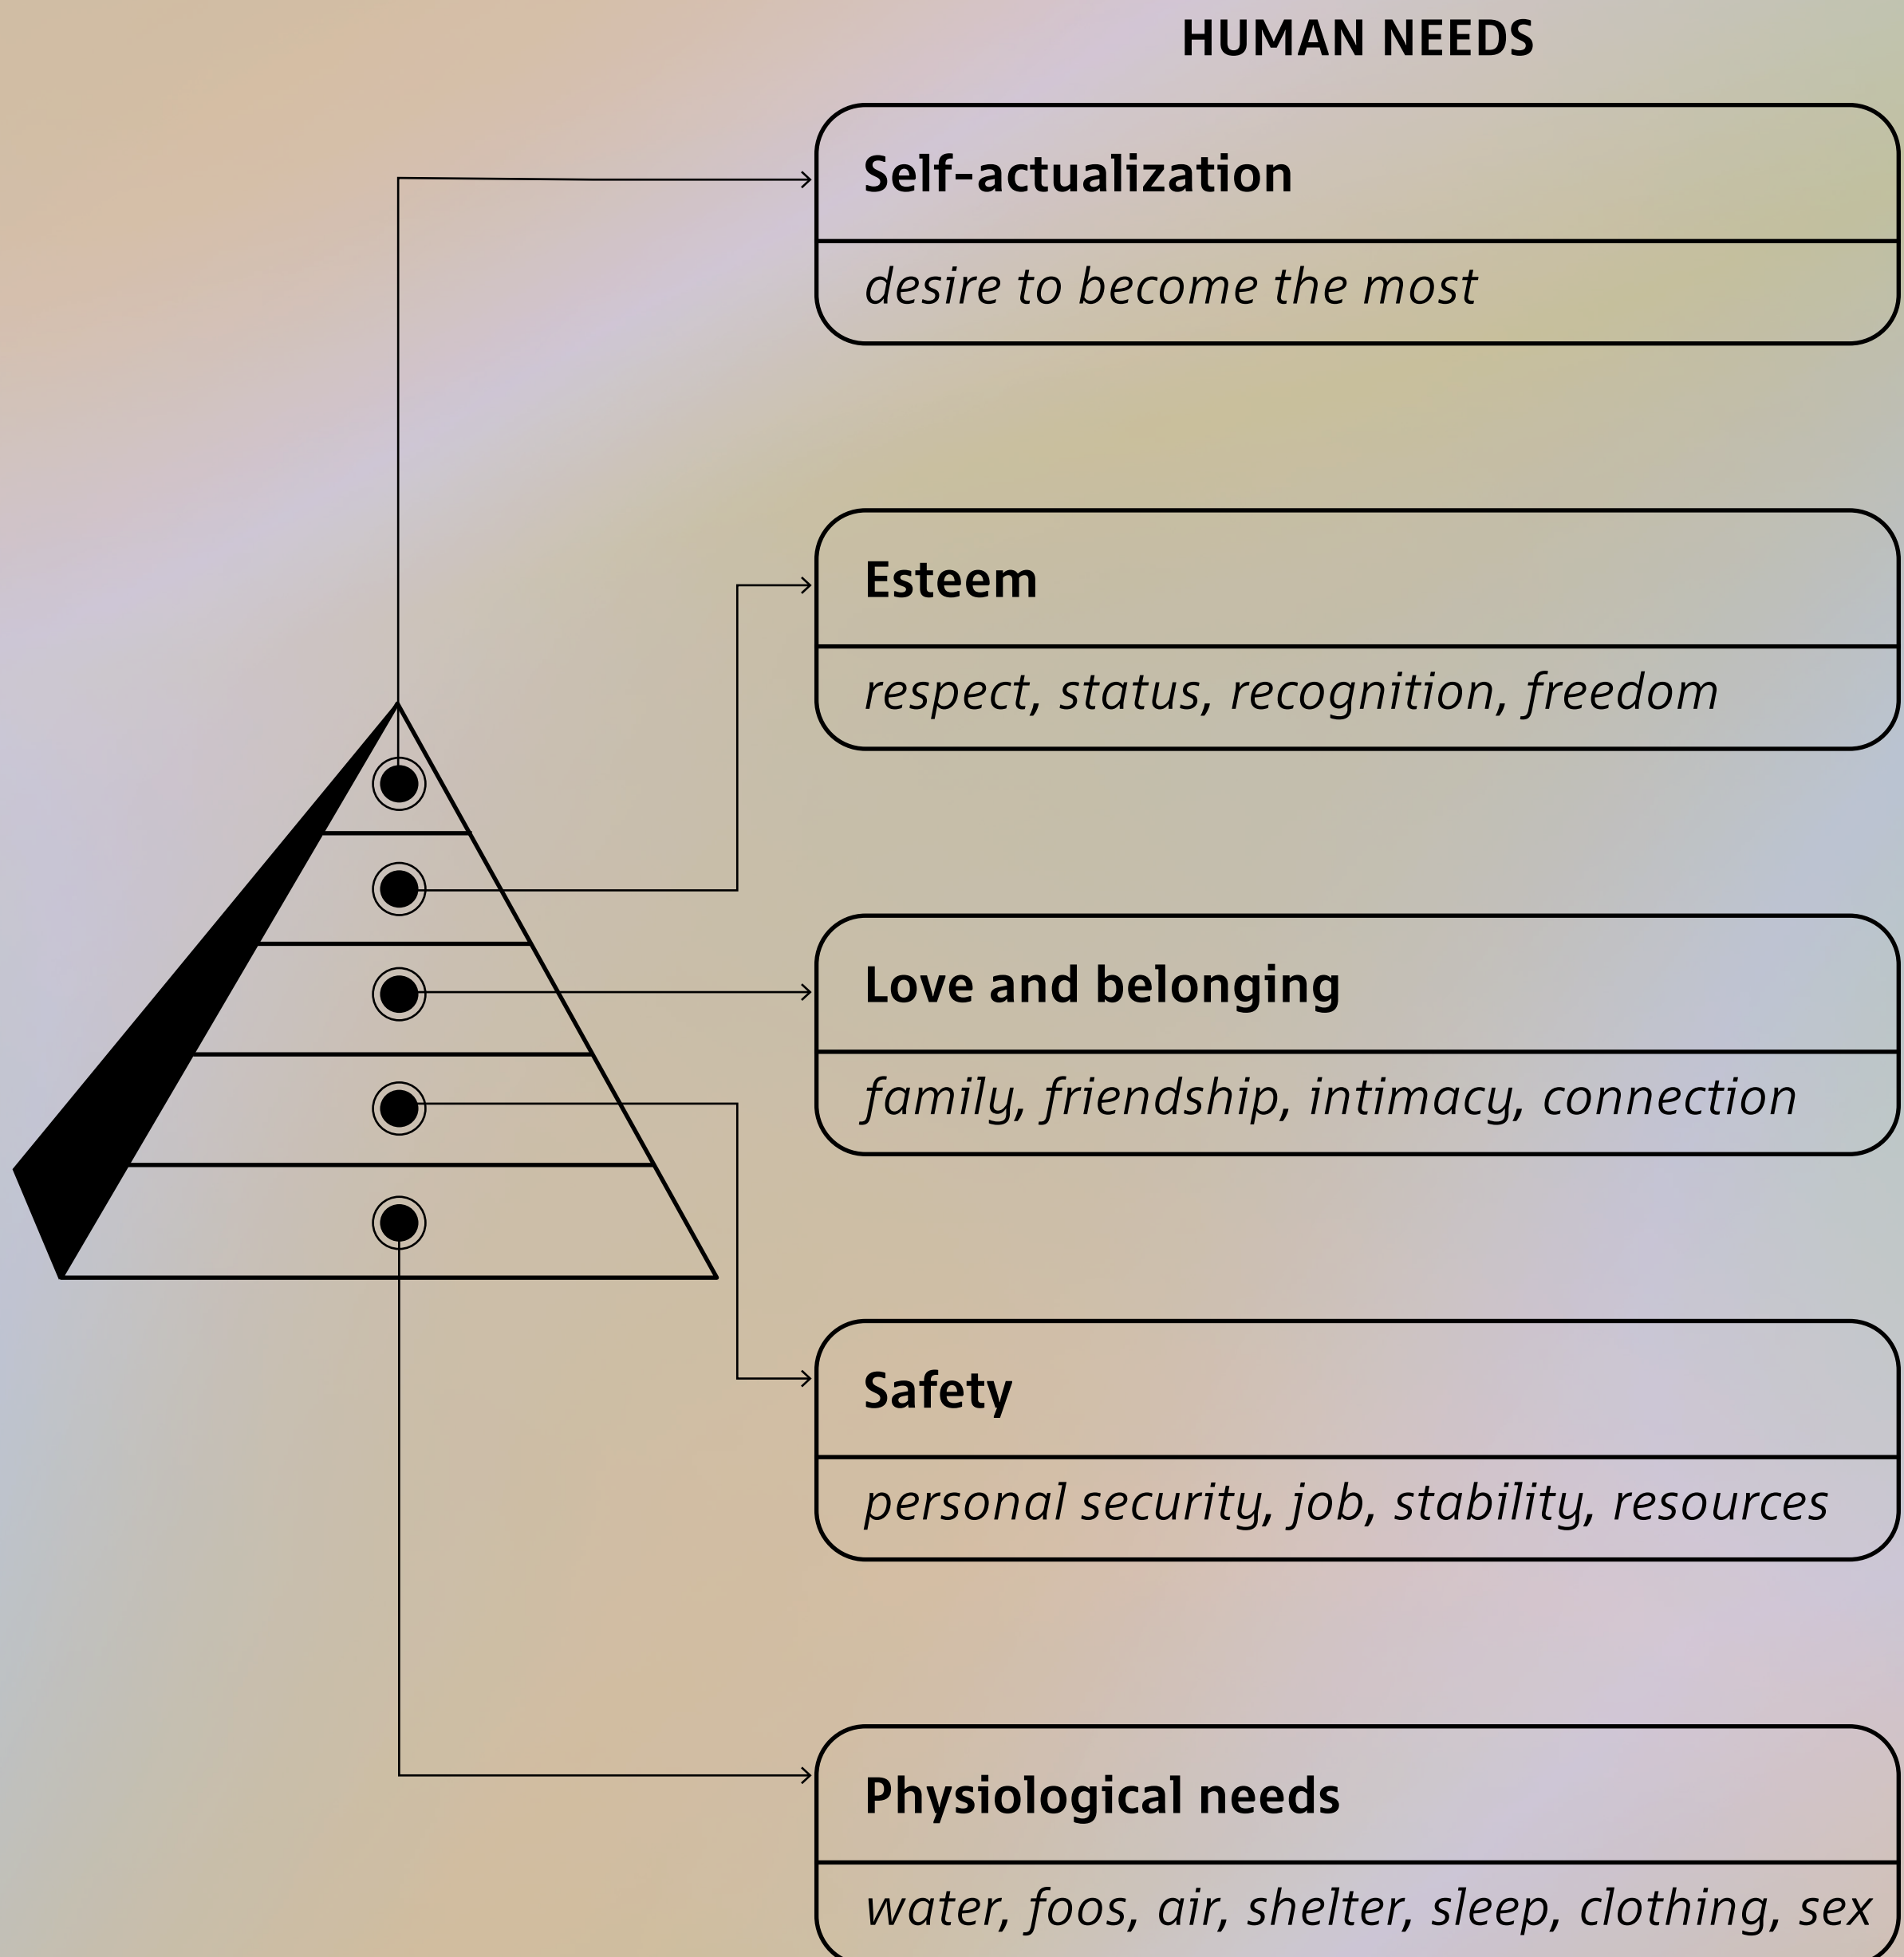 HUMAN NEEDS
Self-actualization
desire to become the most
Esteem
respect, status, recognition, freedom
Love and belonging
family, friendship, intimacy, connection
Safety
personal security, job, stability, resources
Physiological needs
water, foos, air, shelter, sleep, clothing, sex